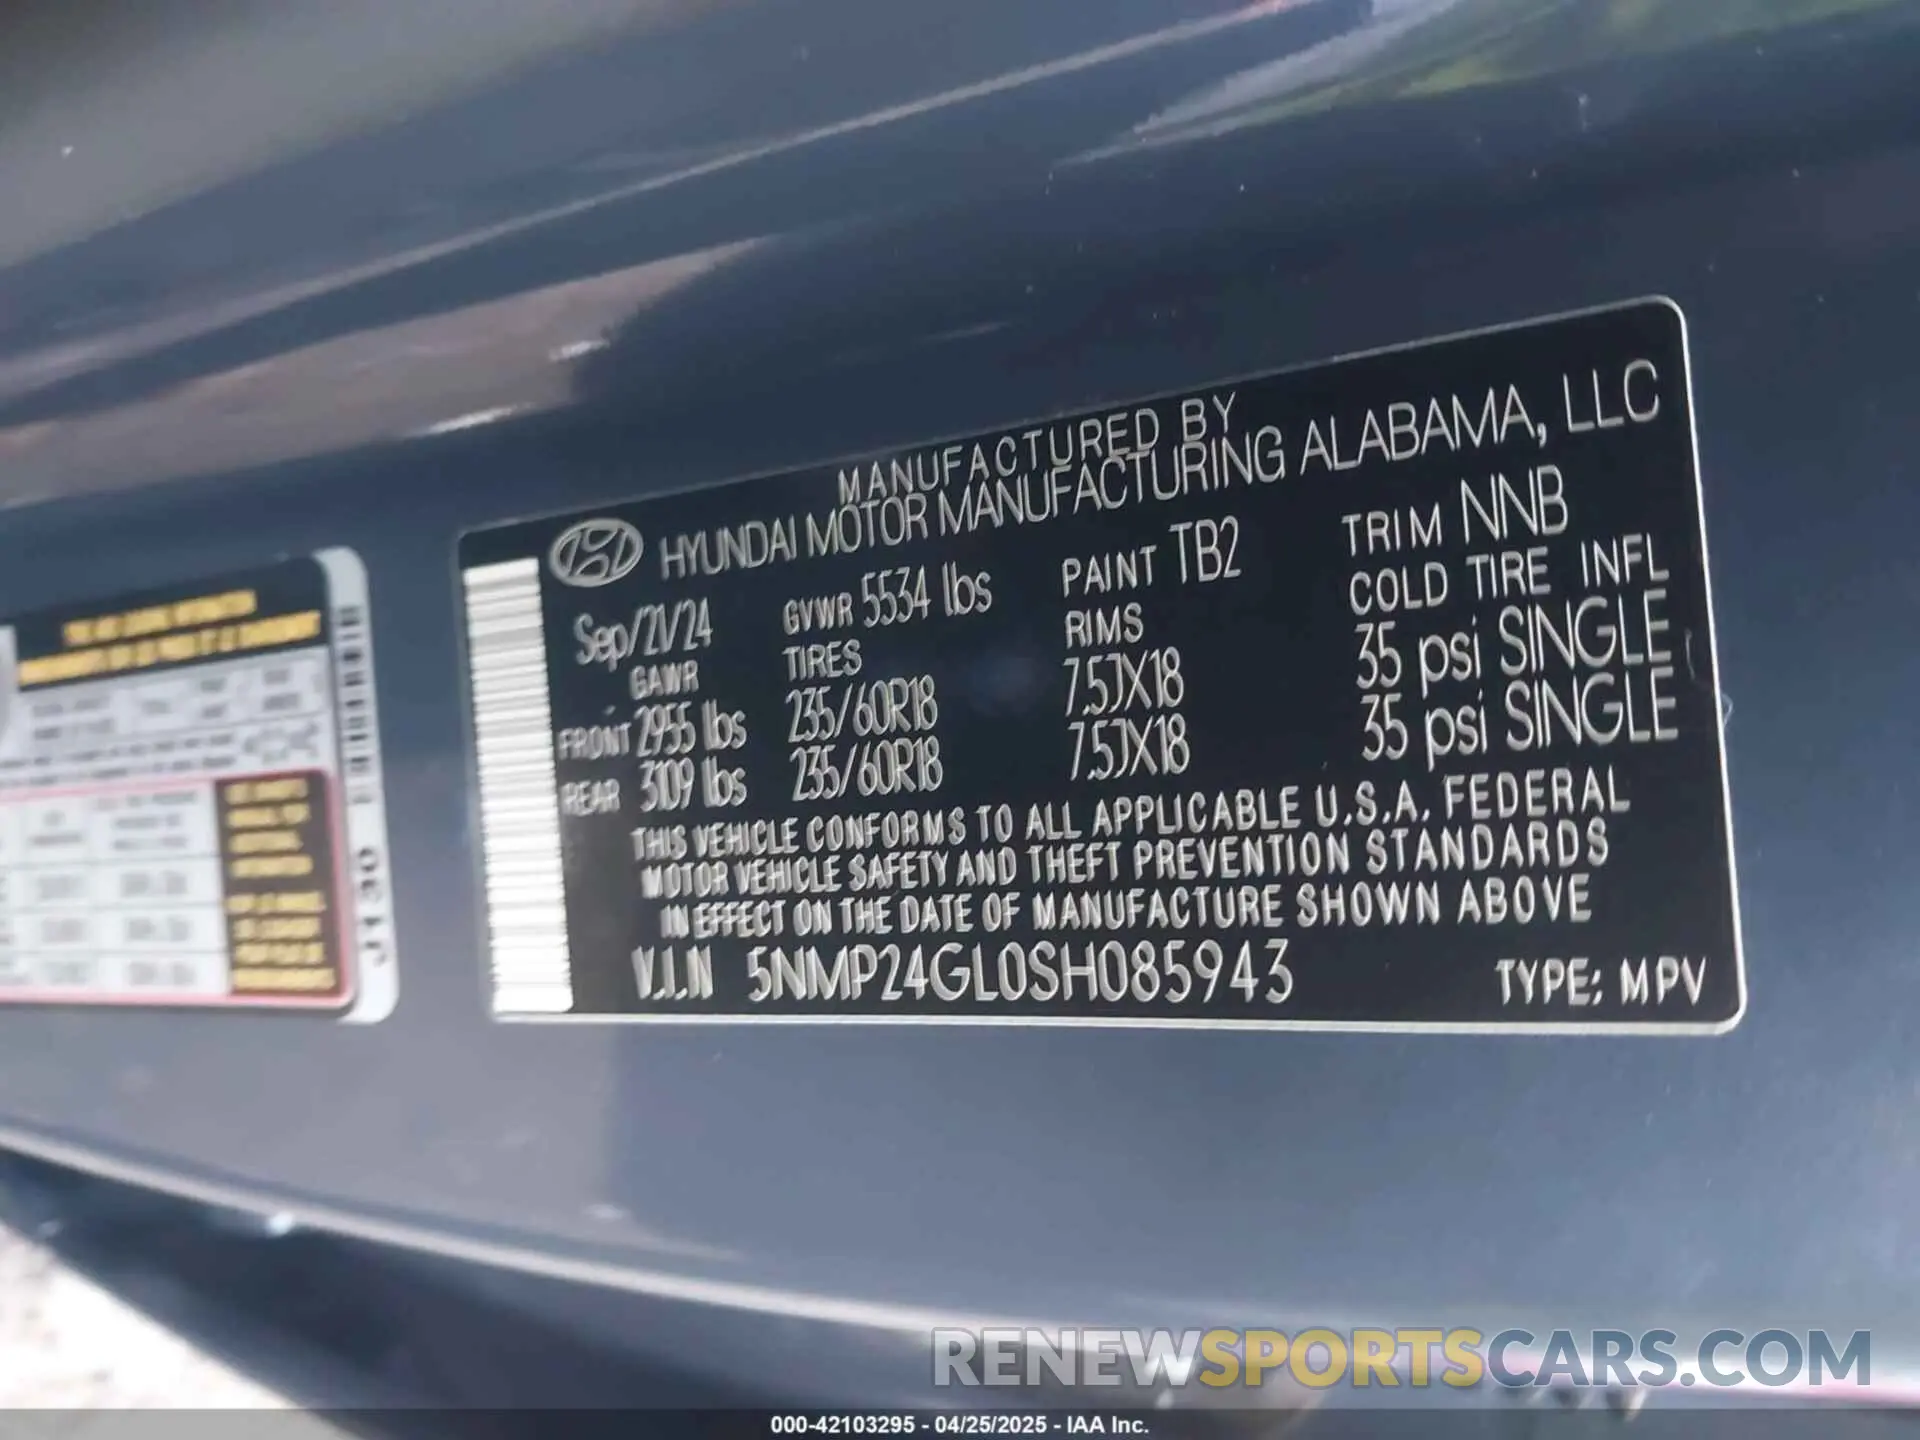 MANUFACTURED BY
HYUNDAI MOTOR MANUFACTURING ALABAMA, LLC
Sep/21/24 GVWR 5534 lbs PAINT TB2 TRIM NNB
GAWR TIRES RIMS COLD TIRE INFL
FRONT 2955 lbs 235/60R18 7.5JX18 35 psi SINGLE
REAR 3109 lbs 235/60R18 7.5JX18 35 psi SINGLE
THIS VEHICLE CONFORMS TO ALL APPLICABLE U.S.A. FEDERAL
MOTOR VEHICLE SAFETY AND THEFT PREVENTION STANDARDS
IN EFFECT ON THE DATE OF MANUFACTURE SHOWN ABOVE
V.I.N 5NMP24GL0SH085943 TYPE: MPV
RENEWSPORTSCARS.COM
000-42103295 - 04/25/2025 - IAA Inc.